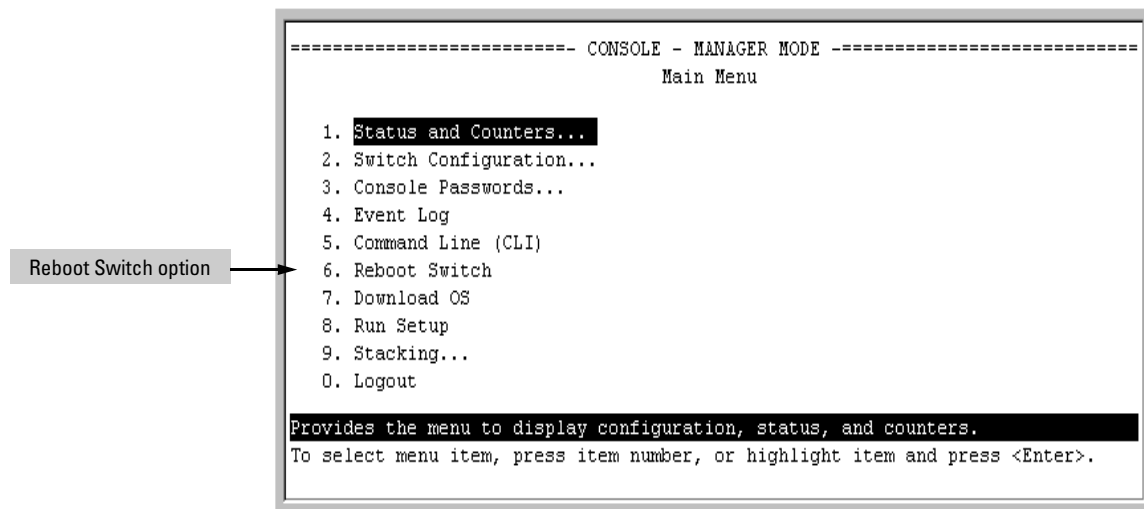 ===========================- CONSOLE - MANAGER MODE -============================
Main Menu
1. Status and Counters...
2. Switch Configuration...
3. Console Passwords...
4. Event Log
5. Command Line (CLI)
Reboot Switch option
6. Reboot Switch
7. Download OS
8. Run Setup
9. Stacking...
0. Logout
Provides the menu to display configuration, status, and counters.
To select menu item, press item number, or highlight item and press <Enter>.